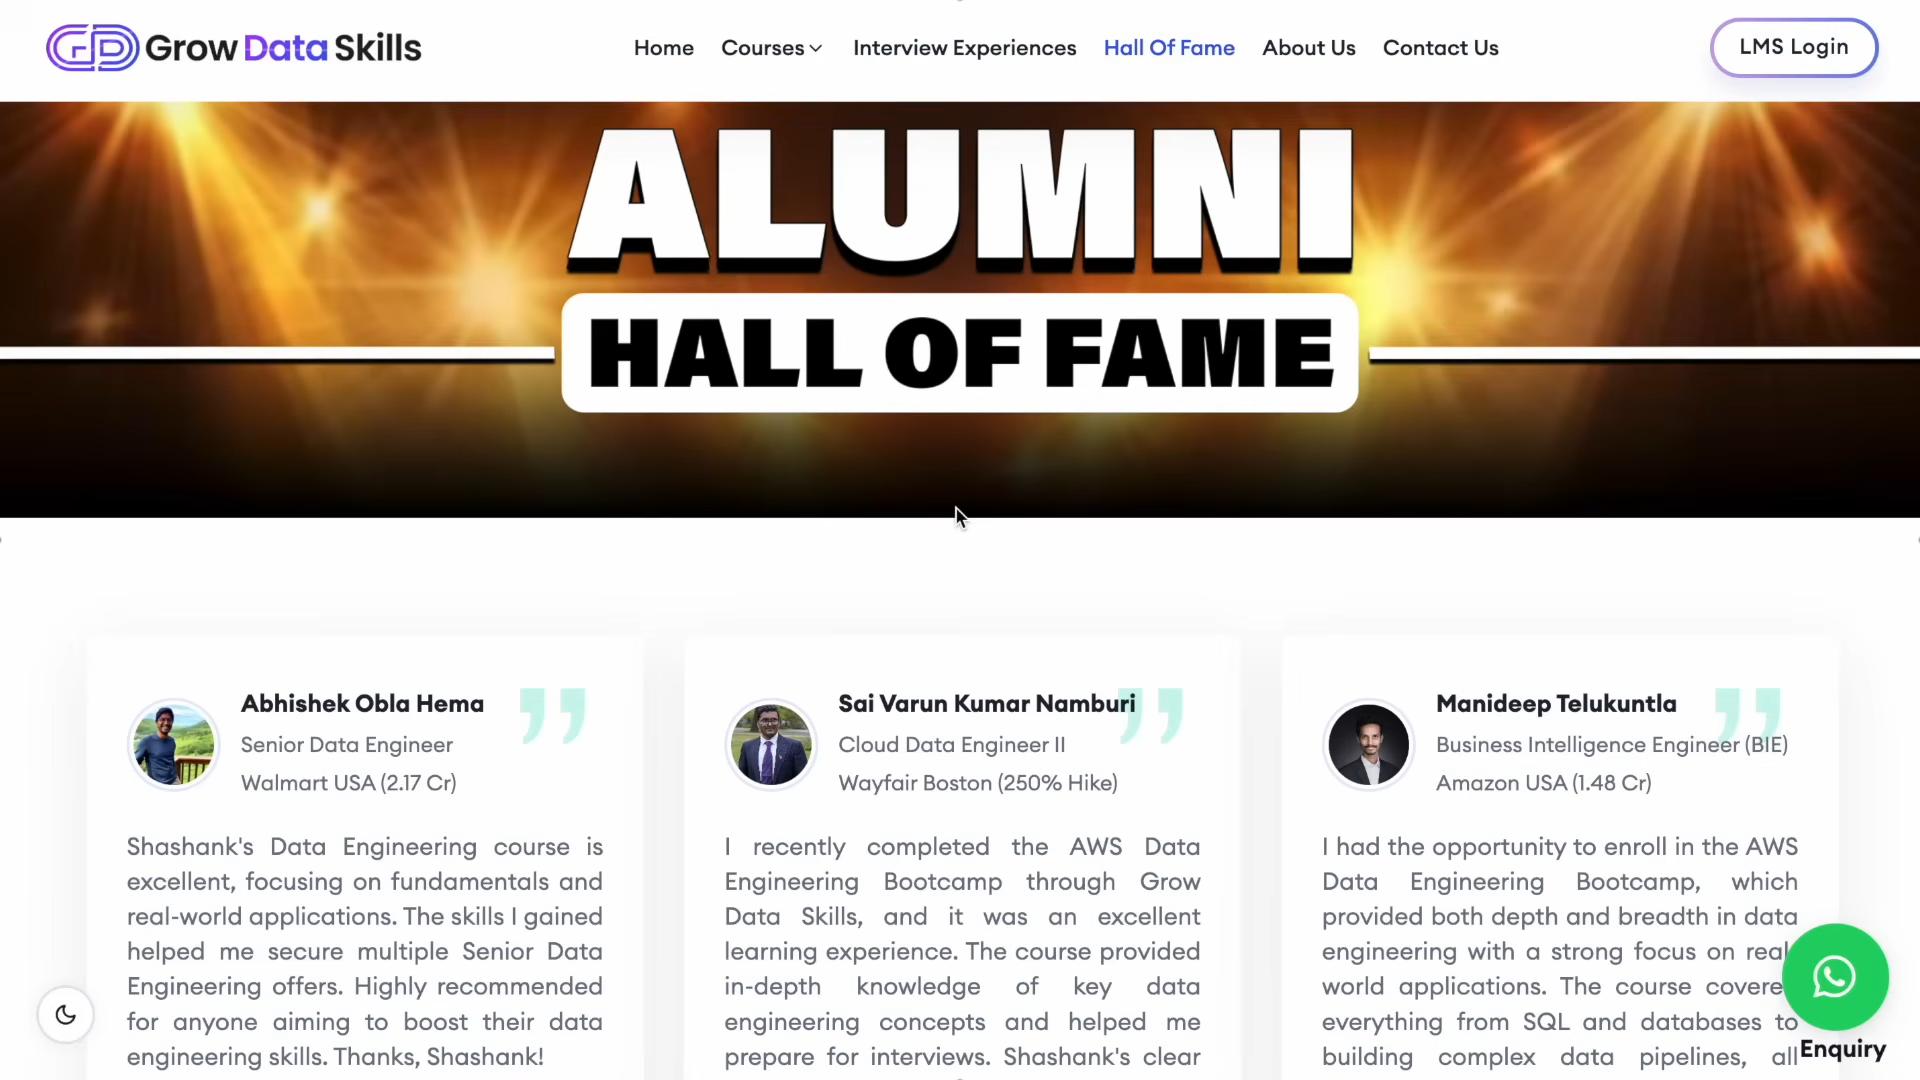 Grow Data Skills
Home Courses Interview Experiences Hall Of Fame About Us Contact Us
LMS Login
ALUMNI
HALL OF FAME
Abhishek Obla Hema
Senior Data Engineer
Walmart USA (2.17 Cr)
Shashank's Data Engineering course is
excellent, focusing on fundamentals and
real-world applications. The skills I gained
helped me secure multiple Senior Data
Engineering offers. Highly recommended
for anyone aiming to boost their data
engineering skills. Thanks, Shashank!
Sai Varun Kumar Namburi
Cloud Data Engineer II
Wayfair Boston (250% Hike)
I recently completed the AWS Data
Engineering Bootcamp through Grow
Data Skills, and it was an excellent
learning experience. The course provided
in-depth knowledge of key data
engineering concepts and helped me
prepare for interviews. Shashank's clear
Manideep Telukuntla
Business Intelligence Engineer (BIE)
Amazon USA (1.48 Cr)
I had the opportunity to enroll in the AWS
Data Engineering Bootcamp, which
provided both depth and breadth in data
engineering with a strong focus on real-
world applications. The course covere
everything from SQL and databases to
building complex data pipelines, all
Enquiry